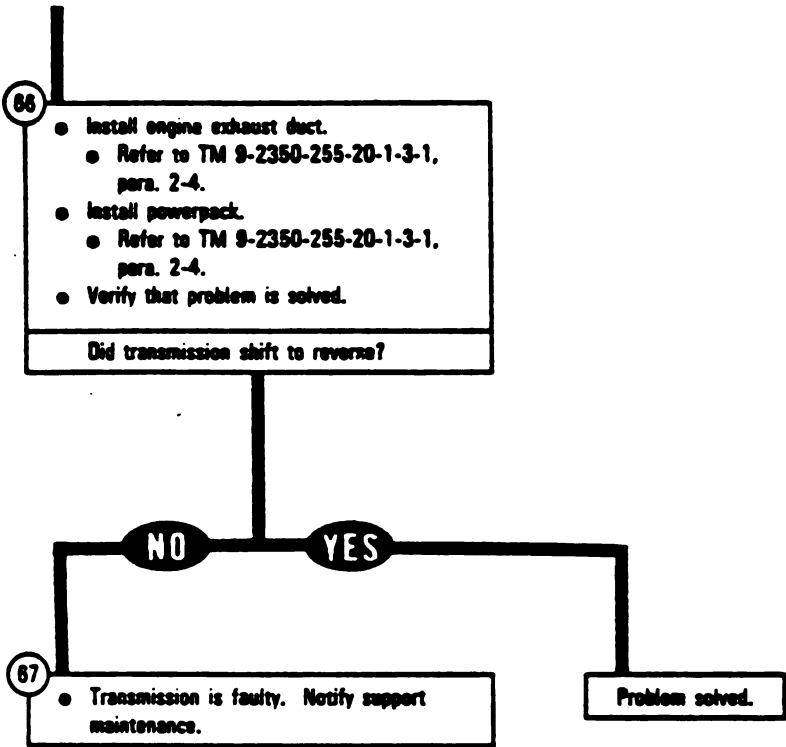 66
● Install engine exhaust duct.
● Refer to TM 9-2350-255-20-1-3-1,
para. 2-4.
● Install powerpack.
● Refer to TM 9-2350-255-20-1-3-1,
para. 2-4.
● Verify that problem is solved.
Did transmission shift to reverse?
NO YES
67
● Transmission is faulty. Notify support
maintenance.
Problem solved.